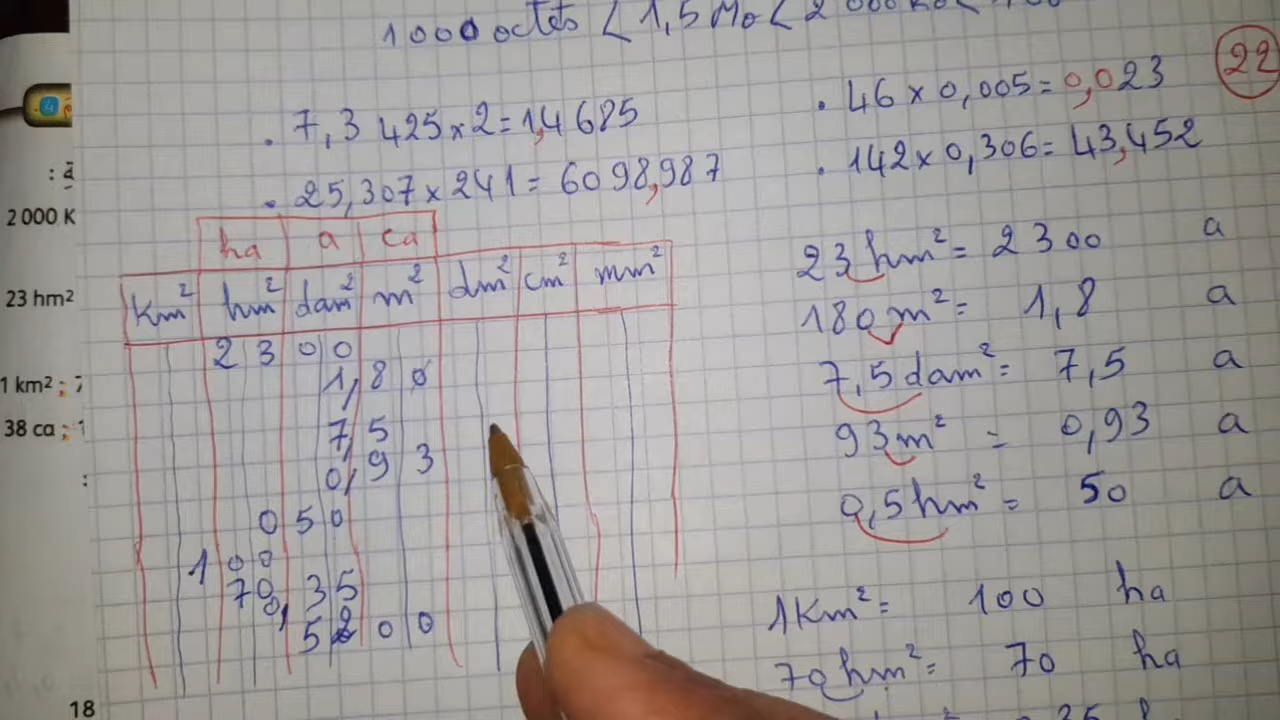 1000 octets < 1,5 Mo < 2 000 Ko <
22
. 7,3 425 x 2 = 1,4 685
. 25,307 x 241 = 6098,987
. 46 x 0,005 = 0,023
. 142 x 0,306 = 43,452
: a
2 000 K
23 hm²
1 km² ;
38 ca ; 1
:
18
ha a ca
Km² hm² dam² m² dm² cm² mm²
2 3 0 0
1, 8 0
7, 5
0, 9 3
0 5 0
1 0 0
70
0, 3 5
5 2 0 0
23 hm² = 2300 a
180 m² = 1,8 a
7,5 dam² = 7,5 a
93 m² = 0,93 a
0,5 hm² = 50 a
1 Km² = 100 ha
70 hm² = 70 ha